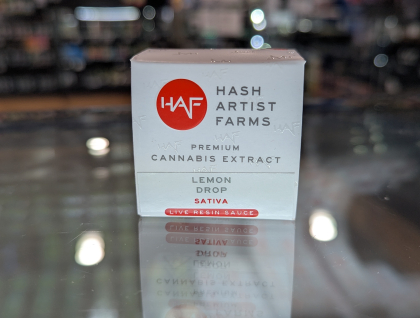 HAF
HASH
ARTIST
FARMS
PREMIUM
CANNABIS EXTRACT
LEMON
DROP
SATIVA
LIVE RESIN SAUCE